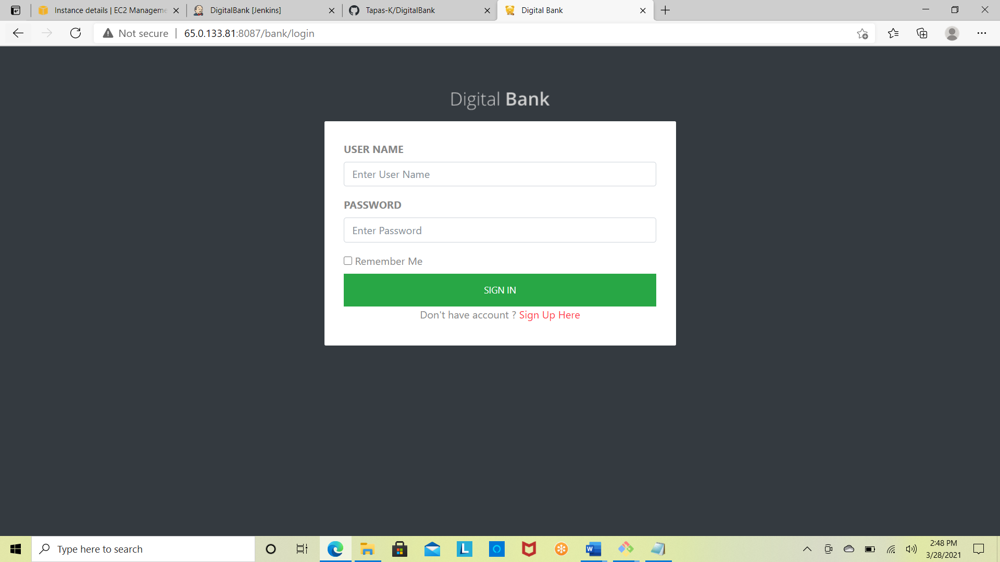 Instance details | EC2 Manageme
DigitalBank [Jenkins]
Tapas-K/DigitalBank
Digital Bank
Not secure
65.0.133.81:8087/bank/login
Digital Bank
USER NAME
Enter User Name
PASSWORD
Enter Password
Remember Me
SIGN IN
Don't have account ? Sign Up Here
Type here to search
L
W
2:48 PM
3/28/2021